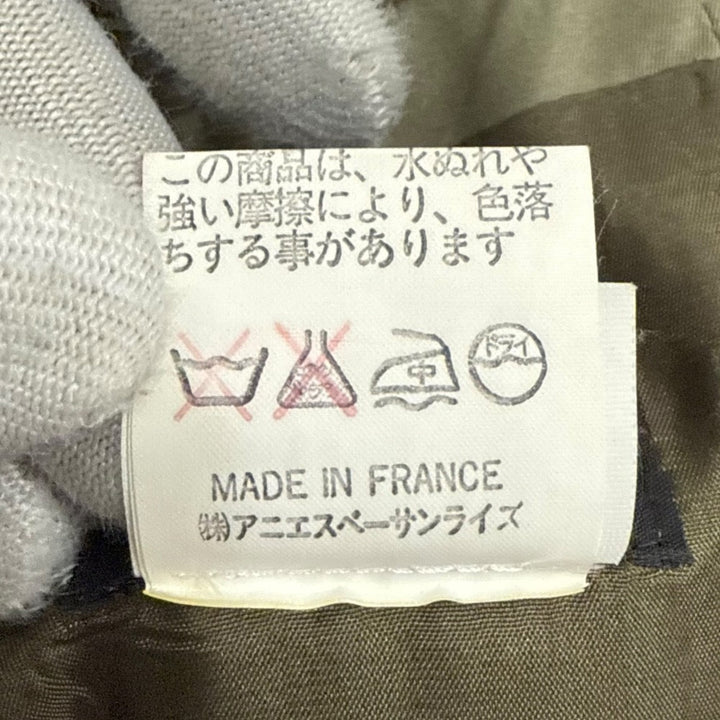 この商品は、水ぬれや
強い摩擦により、色落
ちする事があります
中
ドライ
MADE IN FRANCE
㈱アニエスベーサンライズ